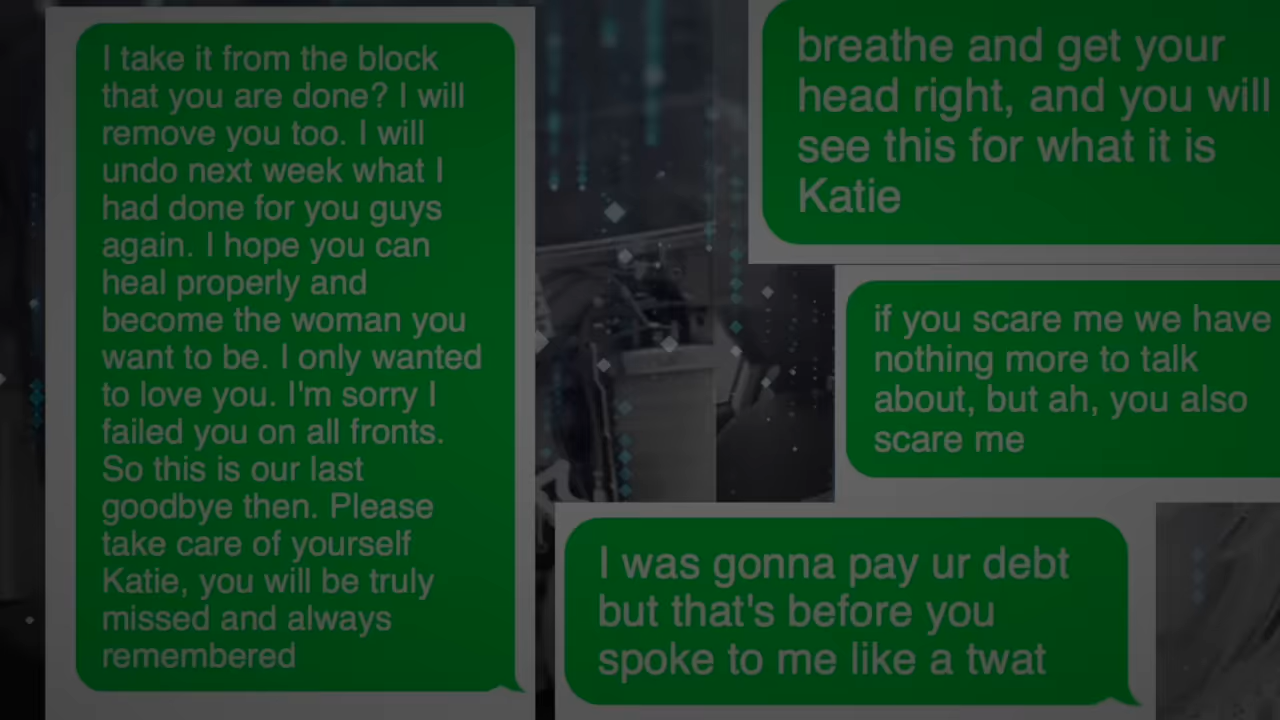 I take it from the block
that you are done? I will
remove you too. I will
undo next week what I
had done for you guys
again. I hope you can
heal properly and
become the woman you
want to be. I only wanted
to love you. I'm sorry I
failed you on all fronts.
So this is our last
goodbye then. Please
take care of yourself
Katie, you will be truly
missed and always
remembered
breathe and get your
head right, and you will
see this for what it is
Katie
if you scare me we have
nothing more to talk
about, but ah, you also
scare me
I was gonna pay ur debt
but that's before you
spoke to me like a twat